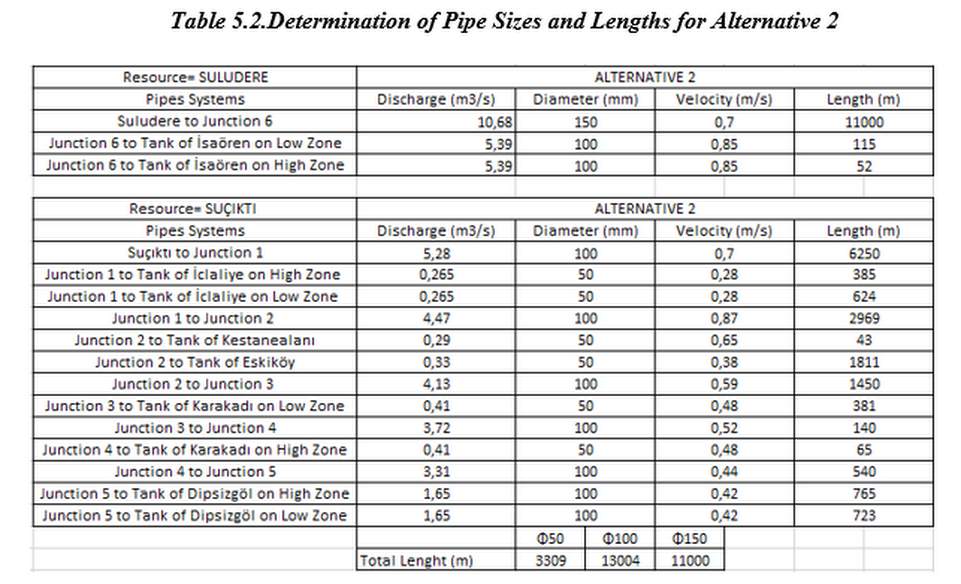 Table 5.2.Determination of Pipe Sizes and Lengths for Alternative 2
Resource= SULUDERE ALTERNATIVE 2
Pipes Systems Discharge (m3/s) Diameter (mm) Velocity (m/s) Length (m)
Suludere to Junction 6 10,68 150 0,7 11000
Junction 6 to Tank of İsaören on Low Zone 5,39 100 0,85 115
Junction 6 to Tank of İsaören on High Zone 5,39 100 0,85 52
Resource= SUÇIKTI ALTERNATIVE 2
Pipes Systems Discharge (m3/s) Diameter (mm) Velocity (m/s) Length (m)
Suçıktı to Junction 1 5,28 100 0,7 6250
Junction 1 to Tank of İclaliye on High Zone 0,265 50 0,28 385
Junction 1 to Tank of İclaliye on Low Zone 0,265 50 0,28 624
Junction 1 to Junction 2 4,47 100 0,87 2969
Junction 2 to Tank of Kestanealanı 0,29 50 0,65 43
Junction 2 to Tank of Eskiköy 0,33 50 0,38 1811
Junction 2 to Junction 3 4,13 100 0,59 1450
Junction 3 to Tank of Karakadı on Low Zone 0,41 50 0,48 381
Junction 3 to Junction 4 3,72 100 0,52 140
Junction 4 to Tank of Karakadı on High Zone 0,41 50 0,48 65
Junction 4 to Junction 5 3,31 100 0,44 540
Junction 5 to Tank of Dipsizgöl on High Zone 1,65 100 0,42 765
Junction 5 to Tank of Dipsizgöl on Low Zone 1,65 100 0,42 723
Φ50 Φ100 Φ150
Total Lenght (m) 3309 13004 11000